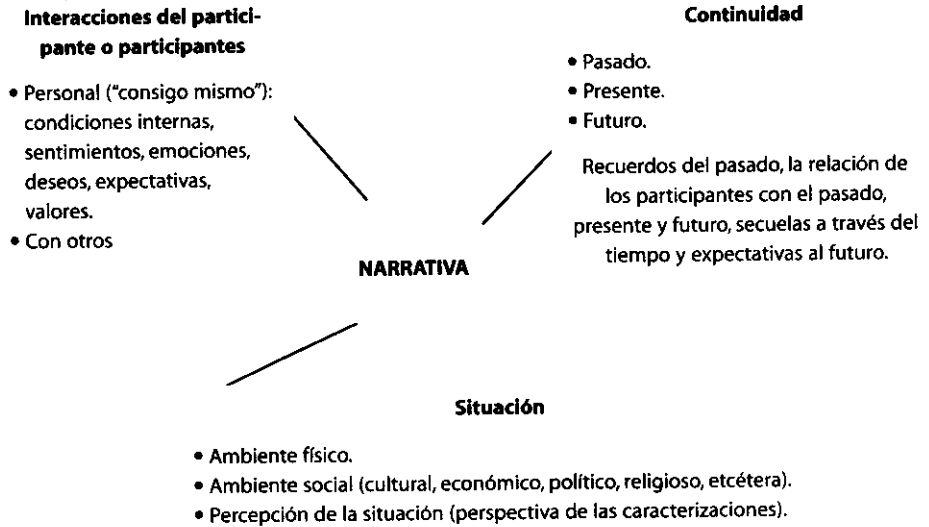 Interacciones del partici-
pante o participantes
• Personal ("consigo mismo"):
condiciones internas,
sentimientos, emociones,
deseos, expectativas,
valores.
• Con otros
Continuidad
• Pasado.
• Presente.
• Futuro.
Recuerdos del pasado, la relación de
los participantes con el pasado,
presente y futuro, secuelas a través del
tiempo y expectativas al futuro.
NARRATIVA
Situación
• Ambiente físico.
• Ambiente social (cultural, económico, político, religioso, etcétera).
• Percepción de la situación (perspectiva de las caracterizaciones).